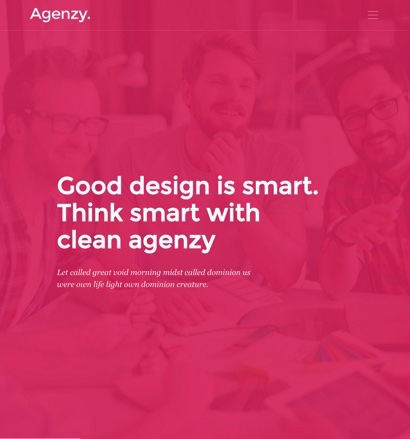 Agenzy.
Good design is smart.
Think smart with
clean agenzy
Let called great void morning midst called dominion us
were own life light own dominion creature.